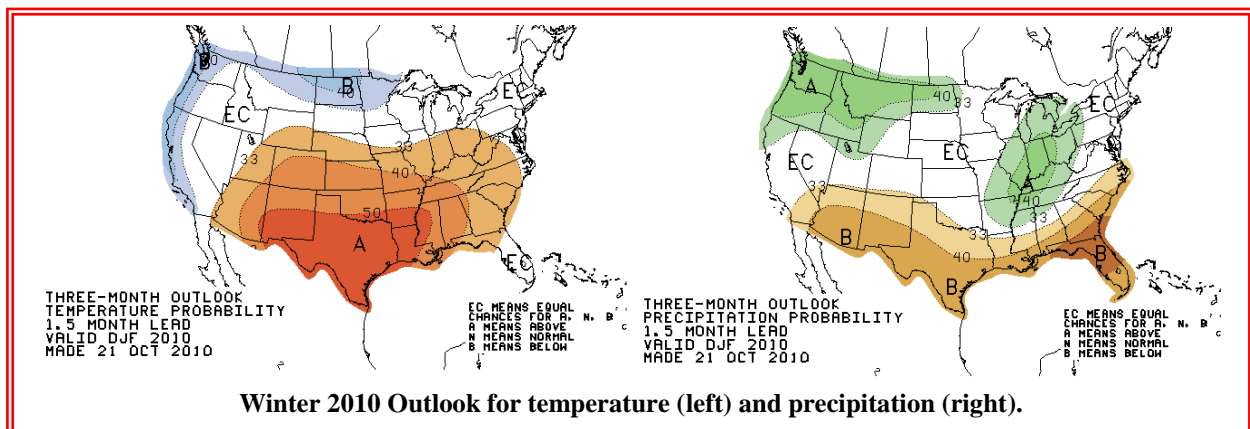 B
40
B
40
EC
EC
33
33
40
50
A
EC
THREE-MONTH OUTLOOK
TEMPERATURE PROBABILITY
1.5 MONTH LEAD
VALID DJF 2010
MADE 21 OCT 2010
EC MEANS EQUAL
CHANCES FOR A, N, B
A MEANS ABOVE
N MEANS NORMAL
B MEANS BELOW
A
40
33
EC
EC
EC
33
A
40
33
33
B
40
B
B
THREE-MONTH OUTLOOK
PRECIPITATION PROBABILITY
1.5 MONTH LEAD
VALID DJF 2010
MADE 21 OCT 2010
EC MEANS EQUAL
CHANCES FOR A, N, B
A MEANS ABOVE
N MEANS NORMAL
B MEANS BELOW
Winter 2010 Outlook for temperature (left) and precipitation (right).